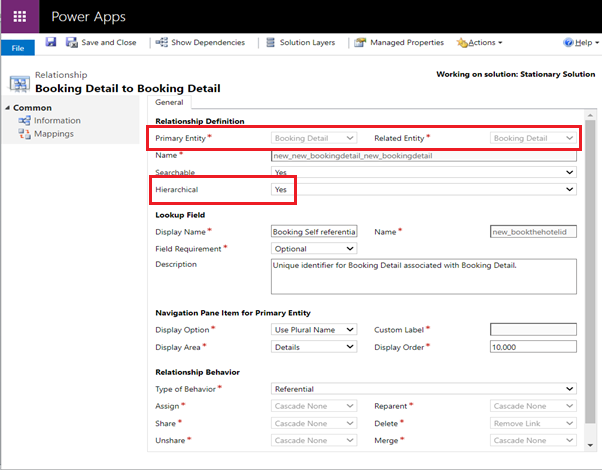 Power Apps
File Save and Close Show Dependencies Solution Layers Managed Properties Actions Help
Relationship Working on solution: Stationary Solution
Booking Detail to Booking Detail
Common
Information
Mappings
General
Relationship Definition
Primary Entity * Booking Detail Related Entity * Booking Detail
Name * new_new_bookingdetail_new_bookingdetail
Searchable Yes
Hierarchical Yes
Lookup Field
Display Name * Booking Self referentia Name * new_bookthehotelid
Field Requirement * Optional
Description Unique identifier for Booking Detail associated with Booking Detail.
Navigation Pane Item for Primary Entity
Display Option * Use Plural Name Custom Label *
Display Area * Details Display Order * 10.000
Relationship Behavior
Type of Behavior * Referential
Assign * Cascade None Reparent * Cascade None
Share * Cascade None Delete * Remove Link
Unshare * Cascade None Merge * Cascade None